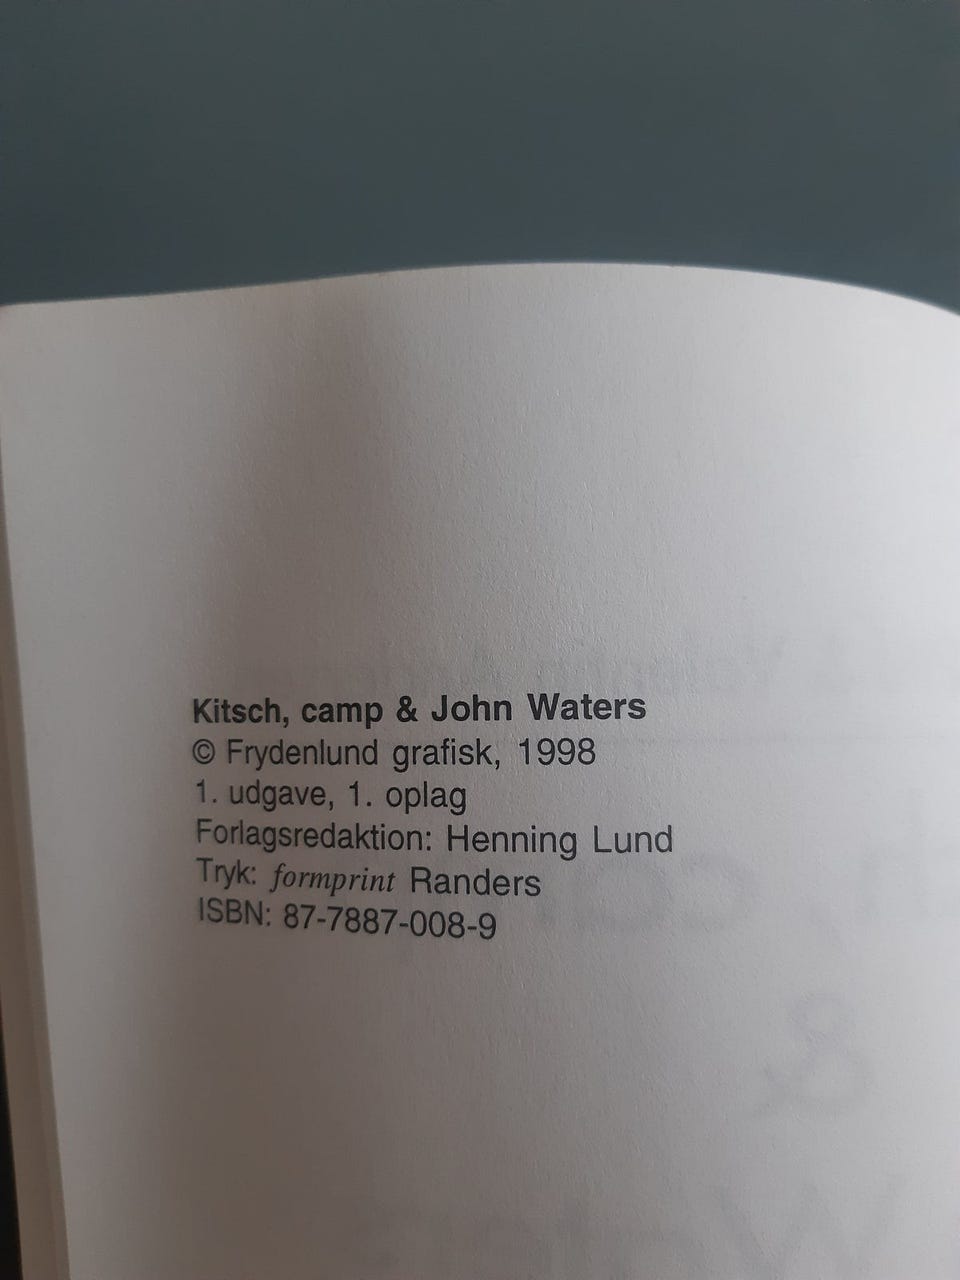 Kitsch, camp & John Waters
© Frydenlund grafisk, 1998
1. udgave, 1. oplag
Forlagsredaktion: Henning Lund
Tryk: formprint Randers
ISBN: 87-7887-008-9